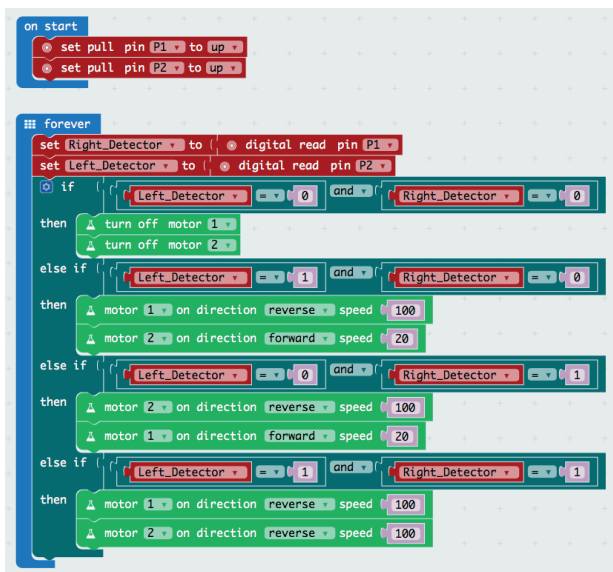 on start
set pull pin P1 to up
set pull pin P2 to up
forever
set Right_Detector to digital read pin P1
set Left_Detector to digital read pin P2
if Left_Detector = 0 and Right_Detector = 0
then turn off motor 1
turn off motor 2
else if Left_Detector = 1 and Right_Detector = 0
then motor 1 on direction reverse speed 100
motor 2 on direction forward speed 20
else if Left_Detector = 0 and Right_Detector = 1
then motor 2 on direction reverse speed 100
motor 1 on direction forward speed 20
else if Left_Detector = 1 and Right_Detector = 1
then motor 1 on direction reverse speed 100
motor 2 on direction reverse speed 100